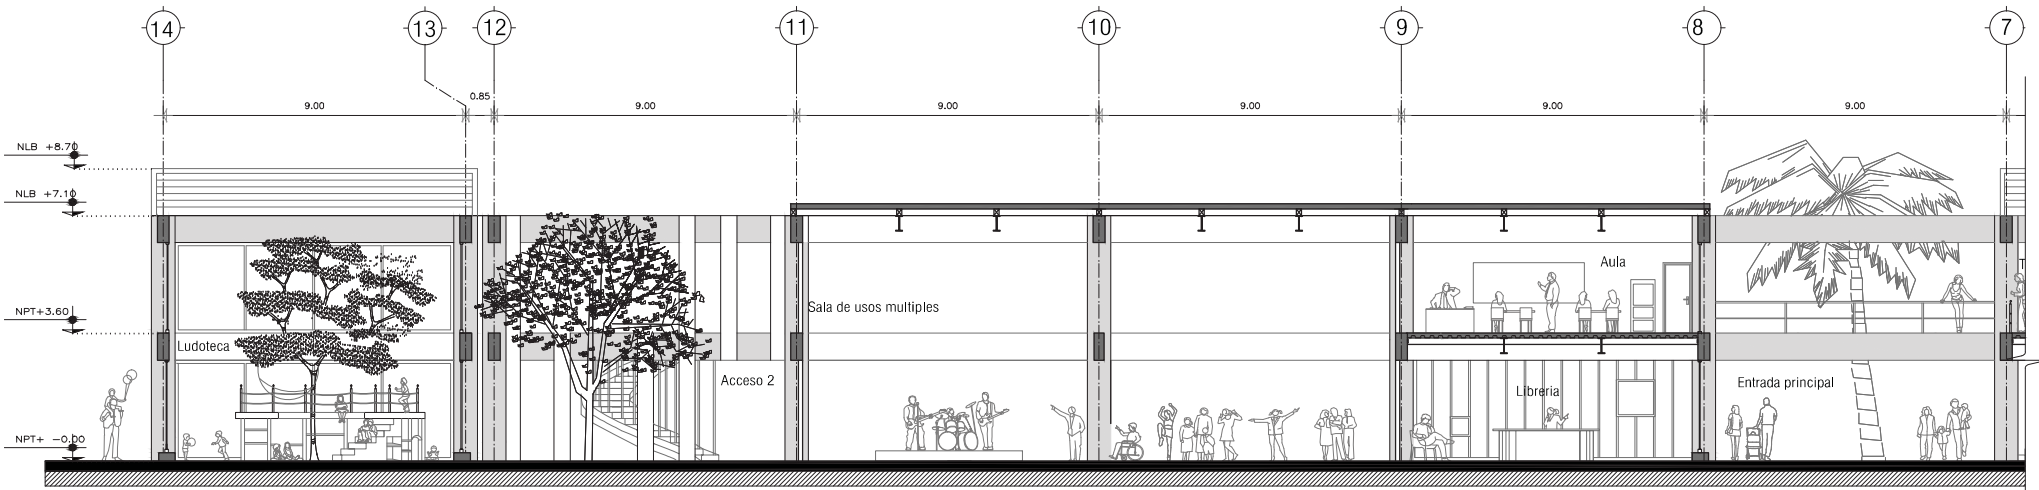 14 13 12 11 10 9 8 7
9.00 0.85 9.00 9.00 9.00 9.00 9.00
NLB +8.70
NLB +7.10
NPT+3.60
NPT+ -0.00
Aula
Sala de usos multiples
Ludoteca
Acceso 2
Entrada principal
Libreria
T